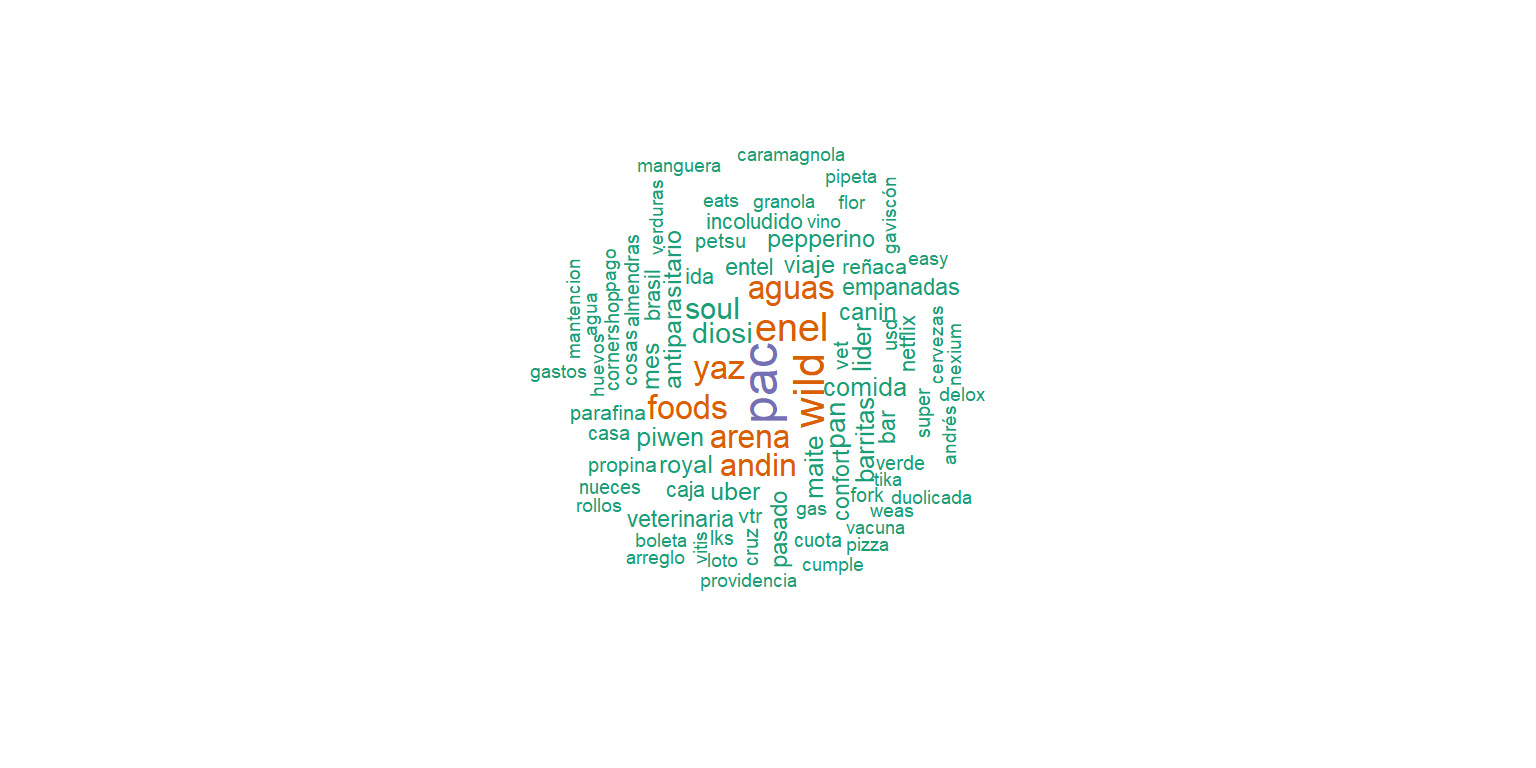 caramagnola
manguera
pipeta
eats
granola
flor
verduras
gaviscón
incoludido
vino
petsu
pepperino
antiparasitario
entel
viaje
reñaca
easy
ida
brasil
almendras
pago
mantencion
aguas
empanadas
agua
cornershop
soul
canin
diosi
enel
lider
usd
netflix
cervezas
nexium
huevos
cosas
mes
vet
gastos
yaz
pac
wild
comida
delox
parafina
foods
pan
barritas
bar
super
andrés
casa
piwen
arena
maite
propina
royal
andin
confort
verde
tika
nueces
caja
uber
fork
duolicada
rollos
veterinaria
vtr
pasado
gas
weas
boleta
vitis
lks
cruz
cuota
vacuna
pizza
arreglo
loto
cumple
providencia